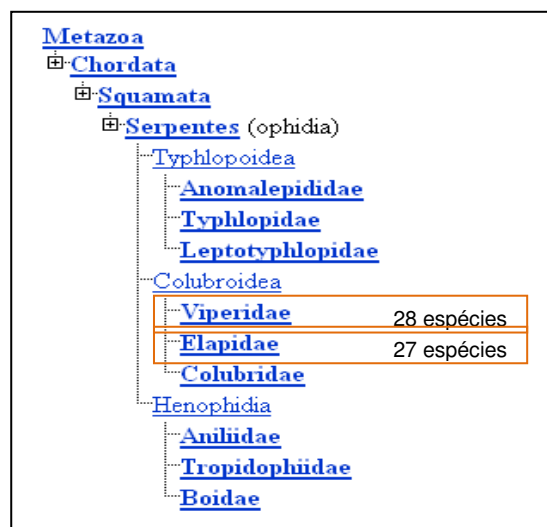 Metazoa
Chordata
Squamata
Serpentes (ophidia)
Typhlopoidea
Anomalepididae
Typhlopidae
Leptotyphlopidae
Colubroidea
Viperidae 28 espécies
Elapidae 27 espécies
Colubridae
Henophidia
Aniliidae
Tropidophiidae
Boidae